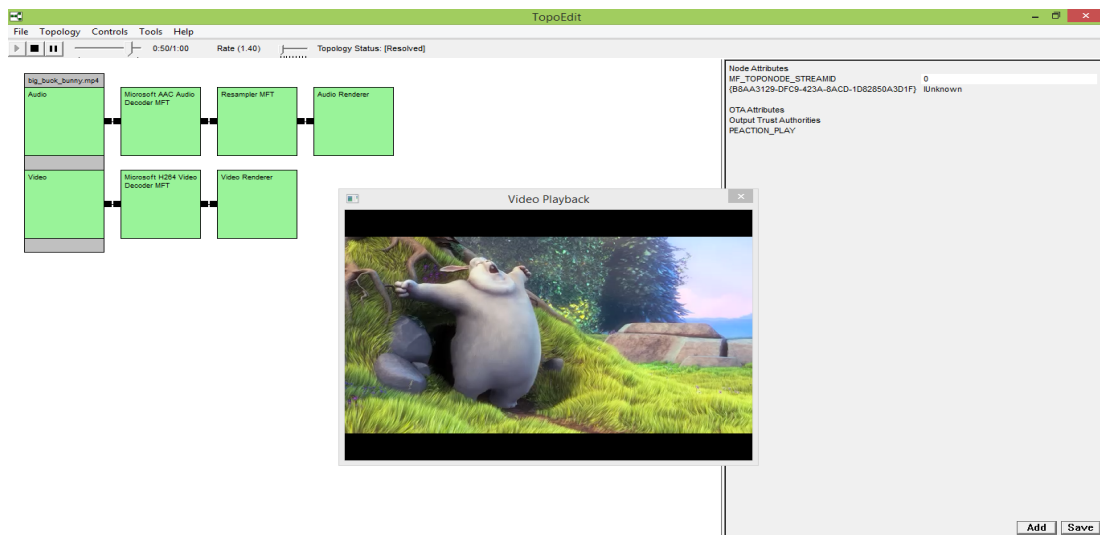 TopoEdit
File Topology Controls Tools Help
0:50/1:00 Rate (1.40) Topology Status: [Resolved]
big_buck_bunny.mp4
Audio
Microsoft AAC Audio
Decoder MFT
Resampler MFT
Audio Renderer
Video
Microsoft H264 Video
Decoder MFT
Video Renderer
Node Attributes
MF_TOPONODE_STREAMID 0
{B8AA3129-DFC9-423A-8ACD-1D82850A3D1F} IUnknown
OTA Attributes
Output Trust Authorities
PEACTION_PLAY
Video Playback
Add Save